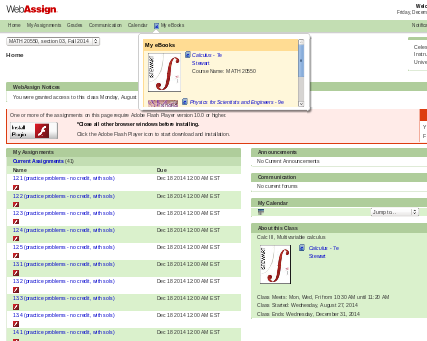 WebAssign
Welc
Friday, Decem
Home My Assignments Grades Communication Calendar My eBooks Notific
MATH 20550, section 03, Fall 2014
Home
My eBooks
Calculus - 7e
Stewart
Course Name: MATH 20550
Physics for Scientists and Engineers - 9e
STEWART
Celes
Instru
Unive
WebAssign Notices
You were granted access to this class Monday, August
One or more of the assignments on this page require Adobe Flash Player version 10.0 or higher.
Install
Plugin
*Close all other browser windows before installing.
Click the Adobe Flash Player icon to start download and installation.
Y
F
My Assignments
Current Assignments (41)
Name Due
12.1 (practice problems - no credit, with sols) Dec 18 2014 12:00 AM EST
12.2 (practice problems - no credit, with sols) Dec 18 2014 12:00 AM EST
12.3 (practice problems - no credit, with sols) Dec 18 2014 12:00 AM EST
12.4 (practice problems - no credit, with sols) Dec 18 2014 12:00 AM EST
12.5 (practice problems - no credit, with sols) Dec 18 2014 12:00 AM EST
13.1 (practice problems - no credit, with sols) Dec 18 2014 12:00 AM EST
13.2 (practice problems - no credit, with sols) Dec 18 2014 12:00 AM EST
13.3 (practice problems - no credit, with sols) Dec 18 2014 12:00 AM EST
13.4 (practice problems - no credit, with sols) Dec 18 2014 12:00 AM EST
14.1 (practice problems - no credit, with sols) Dec 18 2014 12:00 AM EST
Announcements
No Current Announcements
Communication
No current forums
My Calendar
Jump to...
About this Class
Calc III, Multivariable calculus
STEWART
Calculus - 7e
Stewart
Class Meets: Mon, Wed, Fri from 10:30 AM until 11:20 AM
Class Started: Wednesday, August 27, 2014
Class Ends: Wednesday, December 31, 2014